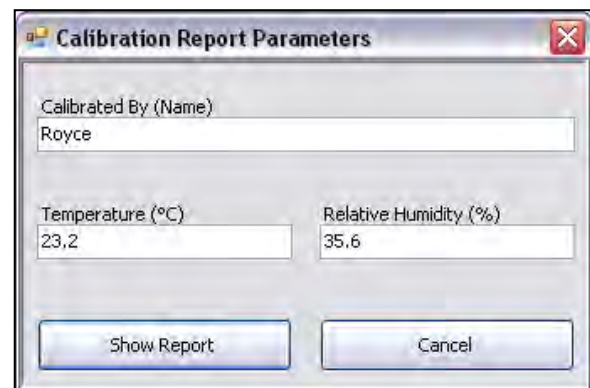 Calibration Report Parameters
Calibrated By (Name)
Royce
Temperature (°C)
Relative Humidity (%)
23.2
35.6
Show Report
Cancel